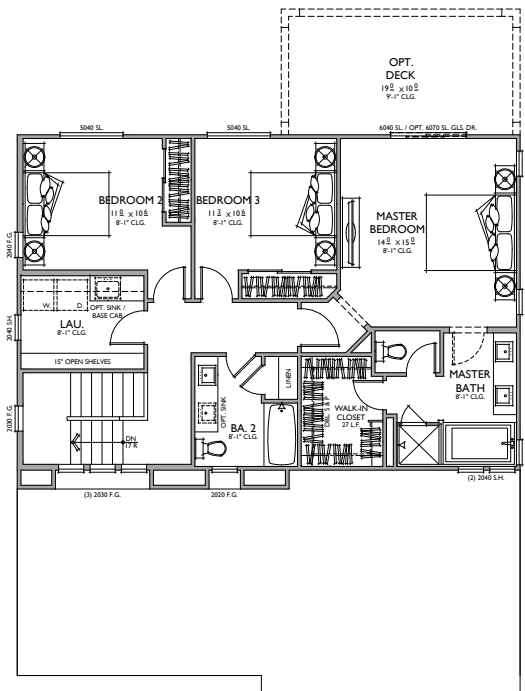 OPT.
DECK
19⁰ X 10⁰
9'-1" CLG.
5040 SL.
5040 SL.
6040 SL. / OPT. 6070 SL. GLS. DR.
BEDROOM 2
11⁰ X 10⁶
8'-1" CLG.
BEDROOM 3
11³ X 10⁶
8'-1" CLG.
MASTER
BEDROOM
14⁰ X 15⁰
8'-1" CLG.
2040 F.G.
W.
D.
OPT. SINK /
BASE CAB.
LAU.
8'-1" CLG.
2040 S.H.
15" OPEN SHELVES
2030 F.G.
DN
17 R
OPT. SINK
LINEN
BA. 2
8'-1" CLG.
DBL. S & P
WALK-IN
CLOSET
27 L.F.
MASTER
BATH
8'-1" CLG.
(3) 2030 F.G.
2020 F.G.
(2) 2040 S.H.